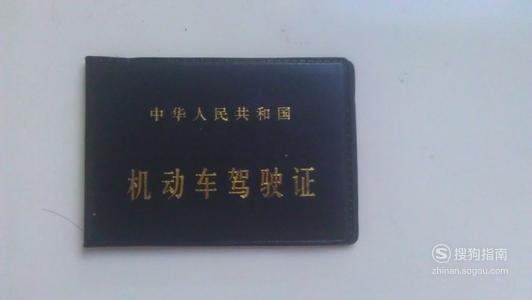 中华人民共和国
机动车驾驶证
搜狗指南
zhinan.sogou.com